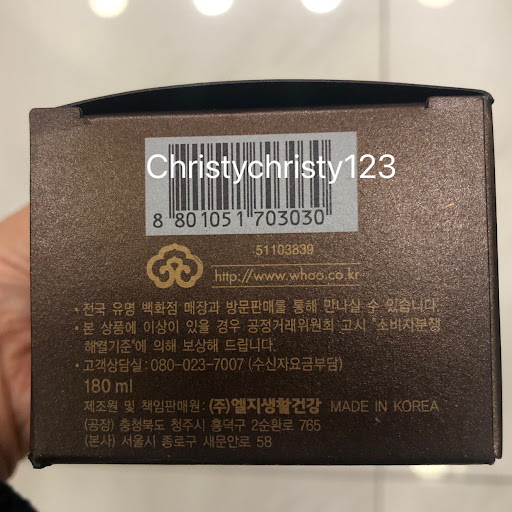 Christychristy123
8 801051 703030
51103839
http://www.whoo.co.kr
• 전국 유명 백화점 매장과 방문판매를 통해 만나실 수 있습니다.
• 본 상품에 이상이 있을 경우 공정거래위원회 고시 "소비자분쟁
해결기준"에 의해 보상해 드립니다.
• 고객상담실: 080-023-7007 (수신자요금부담)
180 ml
제조원 및 책임판매원: (주)엘지생활건강 MADE IN KOREA
(공장) 충청북도 청주시 흥덕구 2순환로 765
(본사) 서울시 종로구 새문안로 58